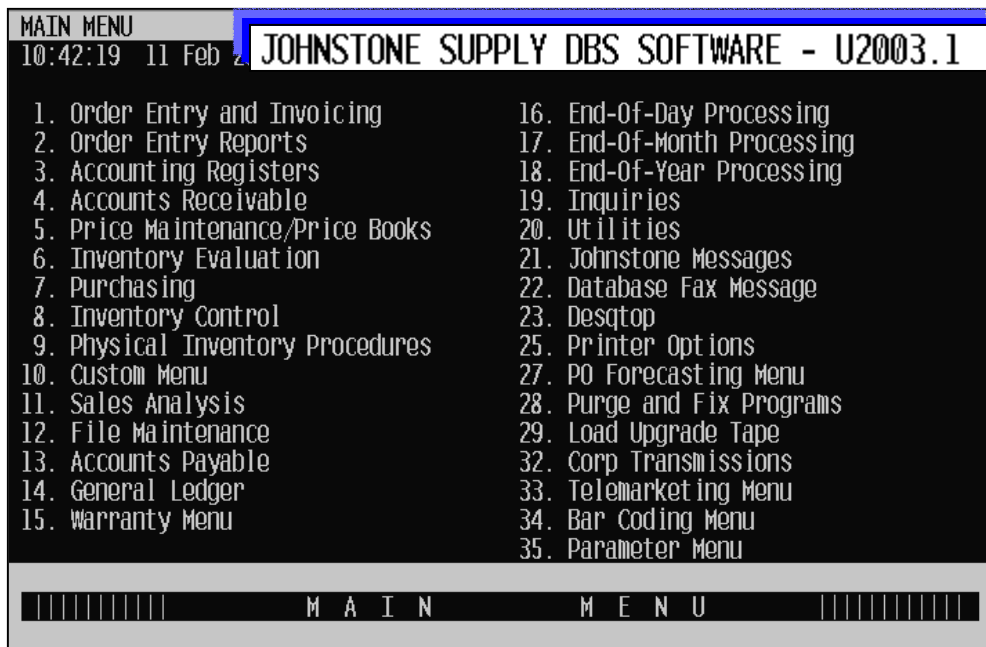 MAIN MENU
JOHNSTONE SUPPLY DBS SOFTWARE - U2003.1
10:42:19 11 Feb
1. Order Entry and Invoicing
2. Order Entry Reports
3. Accounting Registers
4. Accounts Receivable
5. Price Maintenance/Price Books
6. Inventory Evaluation
7. Purchasing
8. Inventory Control
9. Physical Inventory Procedures
10. Custom Menu
11. Sales Analysis
12. File Maintenance
13. Accounts Payable
14. General Ledger
15. Warranty Menu
16. End-Of-Day Processing
17. End-Of-Month Processing
18. End-Of-Year Processing
19. Inquiries
20. Utilities
21. Johnstone Messages
22. Database Fax Message
23. Desqtop
25. Printer Options
27. PO Forecasting Menu
28. Purge and Fix Programs
29. Load Upgrade Tape
32. Corp Transmissions
33. Telemarketing Menu
34. Bar Coding Menu
35. Parameter Menu
M A I N M E N U